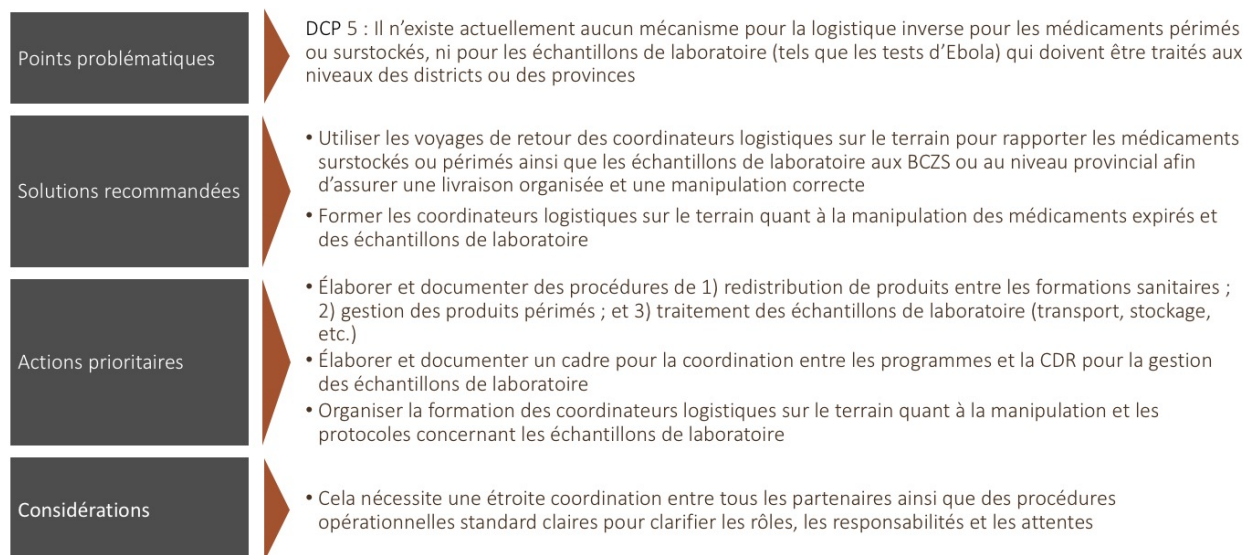 Points problématiques
DCP 5 : Il n’existe actuellement aucun mécanisme pour la logistique inverse pour les médicaments périmés
ou surstockés, ni pour les échantillons de laboratoire (tels que les tests d’Ebola) qui doivent être traités aux
niveaux des districts ou des provinces
Solutions recommandées
• Utiliser les voyages de retour des coordinateurs logistiques sur le terrain pour rapporter les médicaments
surstockés ou périmés ainsi que les échantillons de laboratoire aux BCZS ou au niveau provincial afin
d’assurer une livraison organisée et une manipulation correcte
• Former les coordinateurs logistiques sur le terrain quant à la manipulation des médicaments expirés et
des échantillons de laboratoire
Actions prioritaires
• Élaborer et documenter des procédures de 1) redistribution de produits entre les formations sanitaires ;
2) gestion des produits périmés ; et 3) traitement des échantillons de laboratoire (transport, stockage,
etc.)
• Élaborer et documenter un cadre pour la coordination entre les programmes et la CDR pour la gestion
des échantillons de laboratoire
• Organiser la formation des coordinateurs logistiques sur le terrain quant à la manipulation et les
protocoles concernant les échantillons de laboratoire
Considérations
• Cela nécessite une étroite coordination entre tous les partenaires ainsi que des procédures
opérationnelles standard claires pour clarifier les rôles, les responsabilités et les attentes